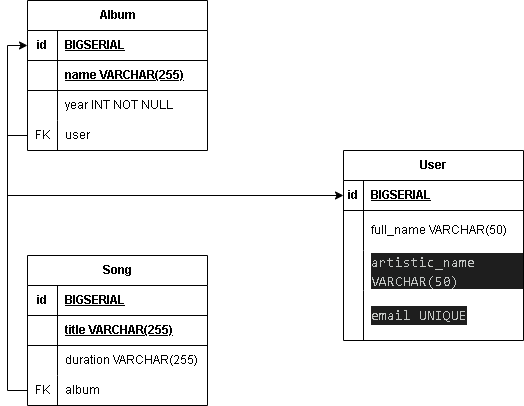 Album
id BIGSERIAL
name VARCHAR(255)
year INT NOT NULL
FK user
User
id BIGSERIAL
full_name VARCHAR(50)
artistic_name
VARCHAR(50)
email UNIQUE
Song
id BIGSERIAL
title VARCHAR(255)
duration VARCHAR(255)
FK album